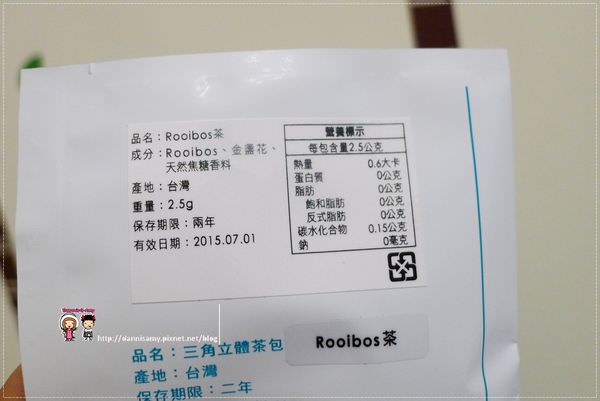 品名：Rooibos茶
成分：Rooibos、金盞花、
天然焦糖香料
產地：台灣
重量：2.5g
保存期限：兩年
有效日期：2015.07.01
營養標示
每包含量2.5公克
熱量 0.6大卡
蛋白質 0公克
脂肪 0公克
飽和脂肪 0公克
反式脂肪 0公克
碳水化合物 0.15公克
鈉 0毫克
http://dannisamy.pixnet.net/blog
Rooibos茶
品名：三角立體茶包
產地：台灣
保存期限：二年